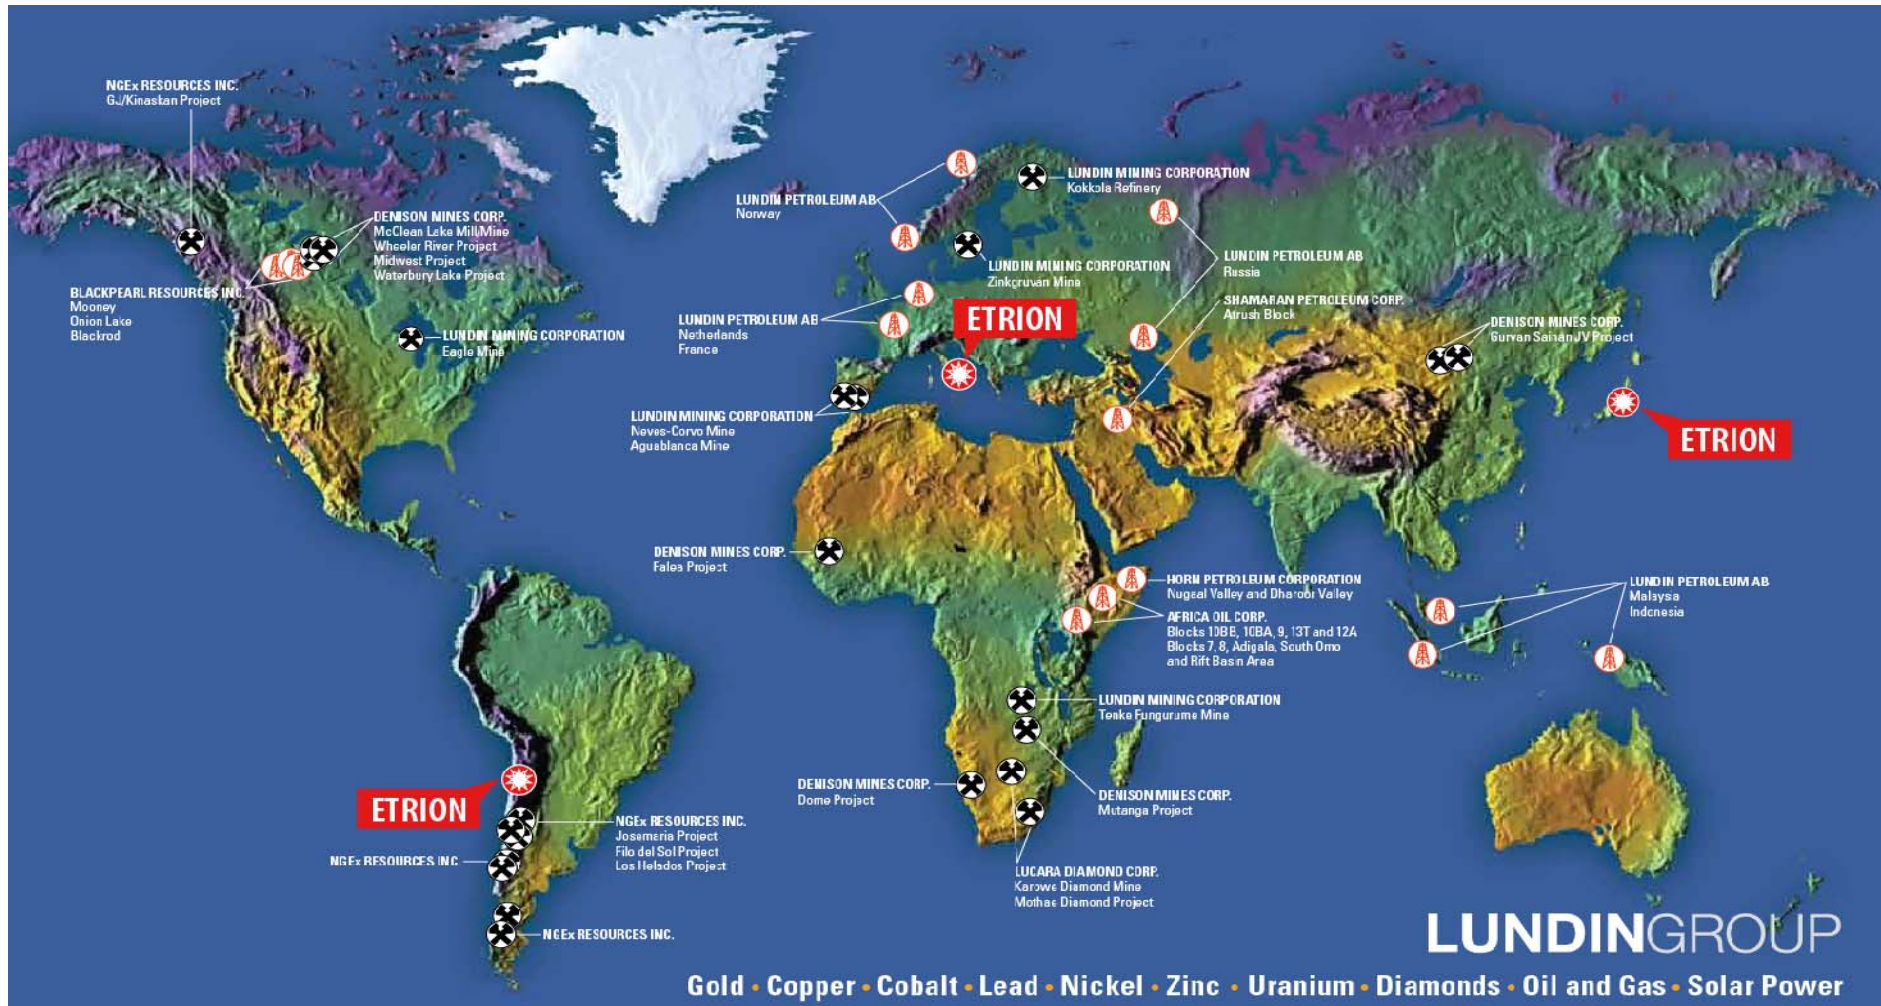 NGEx RESOURCES INC.
GJ/Kinaskan Project
DENISON MINES CORP.
McClean Lake Mill/Mine
Wheeler River Project
Midwest Project
Waterbury Lake Project
BLACKPEARL RESOURCES INC.
Mooney
Onion Lake
Blackrod
LUNDIN MINING CORPORATION
Eagle Mine
LUNDIN PETROLEUM AB
Norway
LUNDIN MINING CORPORATION
Kokkola Refinery
LUNDIN MINING CORPORATION
Zinkgruvan Mine
LUNDIN PETROLEUM AB
Russia
SHAMARAN PETROLEUM CORP.
Atrush Block
LUNDIN PETROLEUM AB
Netherlands
France
ETRION
DENISON MINES CORP.
Gurvan Saihan JV Project
ETRION
LUNDIN MINING CORPORATION
Neves-Corvo Mine
Aguablanca Mine
DENISON MINES CORP.
Falea Project
HORN PETROLEUM CORPORATION
Nugaal Valley and Dharoor Valley
AFRICA OIL CORP.
Blocks 10BB, 10BA, 9, 13T and 12A
Blocks 7, 8, Adigala, South Omo
and Rift Basin Area
LUNDIN PETROLEUM AB
Malaysia
Indonesia
LUNDIN MINING CORPORATION
Tenke Fungurume Mine
DENISON MINES CORP.
Dome Project
DENISON MINES CORP.
Mutanga Project
ETRION
NGEx RESOURCES INC.
Josemaria Project
Filo del Sol Project
Los Helados Project
NGEx RESOURCES INC
LUCARA DIAMOND CORP.
Karowe Diamond Mine
Mothae Diamond Project
NGEx RESOURCES INC.
LUNDINGROUP
Gold • Copper • Cobalt • Lead • Nickel • Zinc • Uranium • Diamonds • Oil and Gas • Solar Power